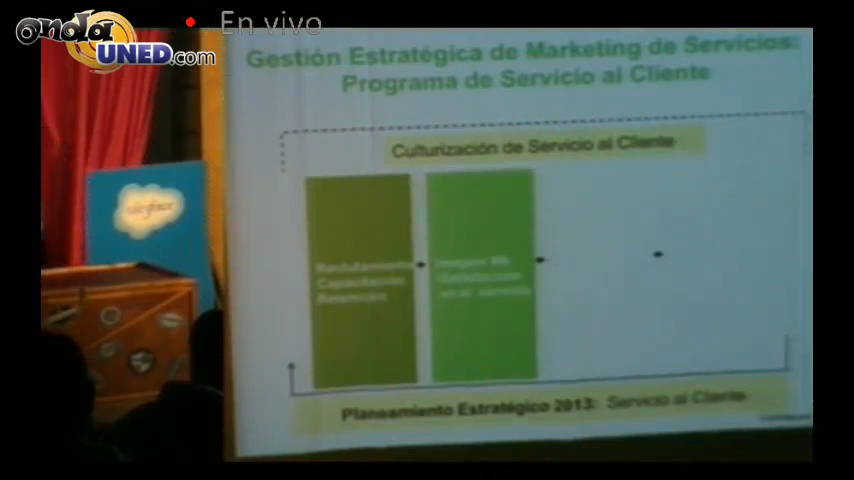 onda
UNED.com
En vivo
Gestión Estratégica de Marketing de Servicios:
Programa de Servicio al Cliente
Culturización de Servicio al Cliente
Reclutamiento
Capacitación
Retención
Imagen
Planeamiento Estratégico 2013: Servicio al Cliente